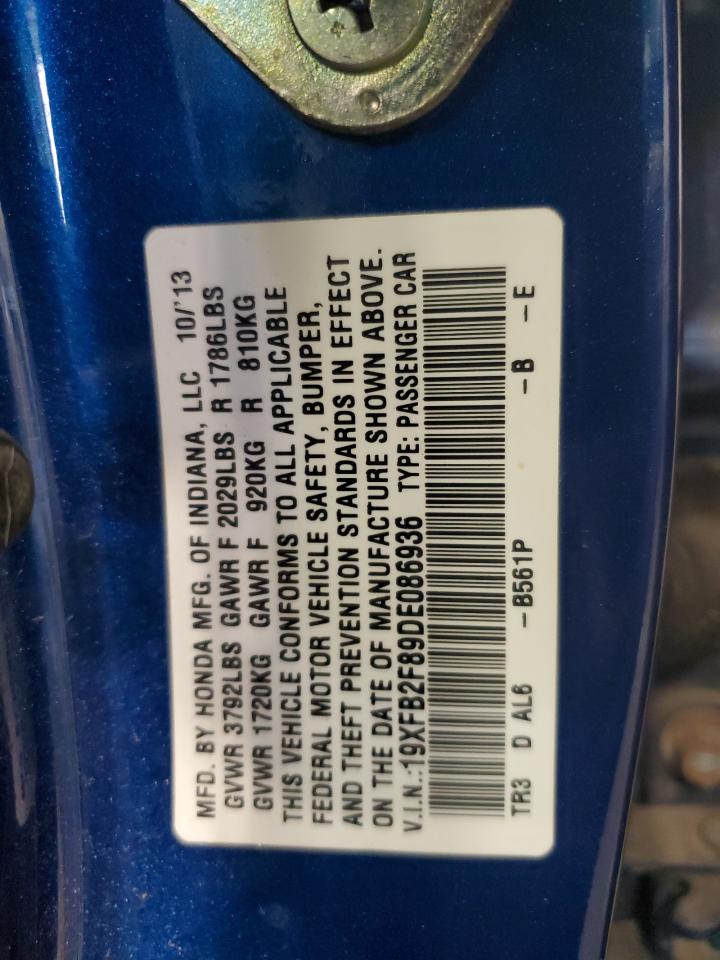 MFD. BY HONDA MFG. OF INDIANA, LLC 10/'13
GVWR 3792LBS GAWR F 2029LBS R 1786LBS
GVWR 1720KG GAWR F 920KG R 810KG
THIS VEHICLE CONFORMS TO ALL APPLICABLE
FEDERAL MOTOR VEHICLE SAFETY, BUMPER,
AND THEFT PREVENTION STANDARDS IN EFFECT
ON THE DATE OF MANUFACTURE SHOWN ABOVE.
V.I.N.:19XFB2F89DE086936 TYPE: PASSENGER CAR
TR3 D AL6 -B561P -B -E